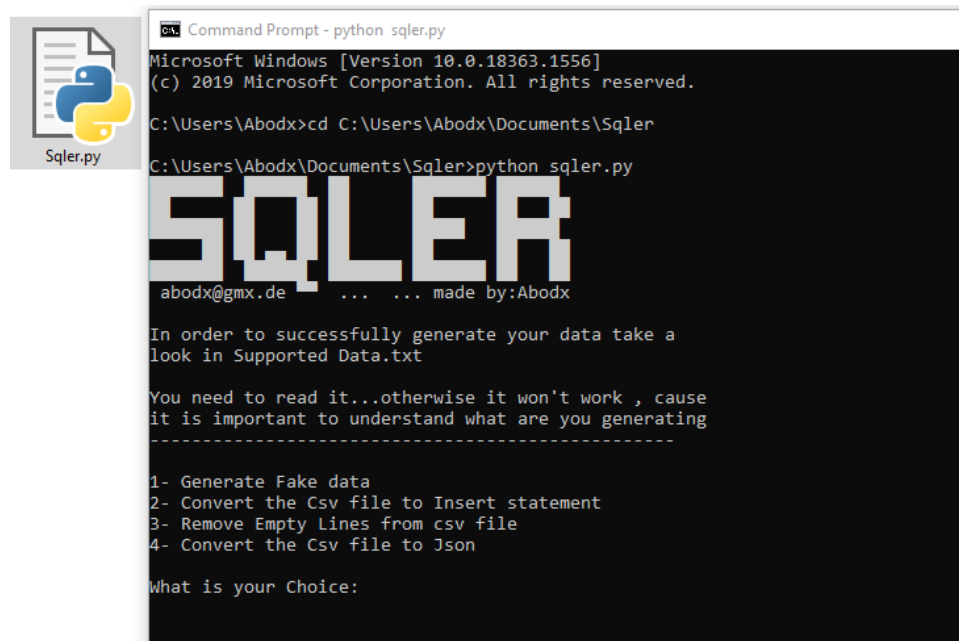 Sqler.py
Command Prompt - python sqler.py
Microsoft Windows [Version 10.0.18363.1556]
(c) 2019 Microsoft Corporation. All rights reserved.
C:\Users\Abodx>cd C:\Users\Abodx\Documents\Sqler
C:\Users\Abodx\Documents\Sqler>python sqler.py
SQLER
abodx@gmx.de ... ... made by:Abodx
In order to successfully generate your data take a
look in Supported Data.txt
You need to read it...otherwise it won't work , cause
it is important to understand what are you generating
--------------------------------------------------
1- Generate Fake data
2- Convert the Csv file to Insert statement
3- Remove Empty Lines from csv file
4- Convert the Csv file to Json
What is your Choice: